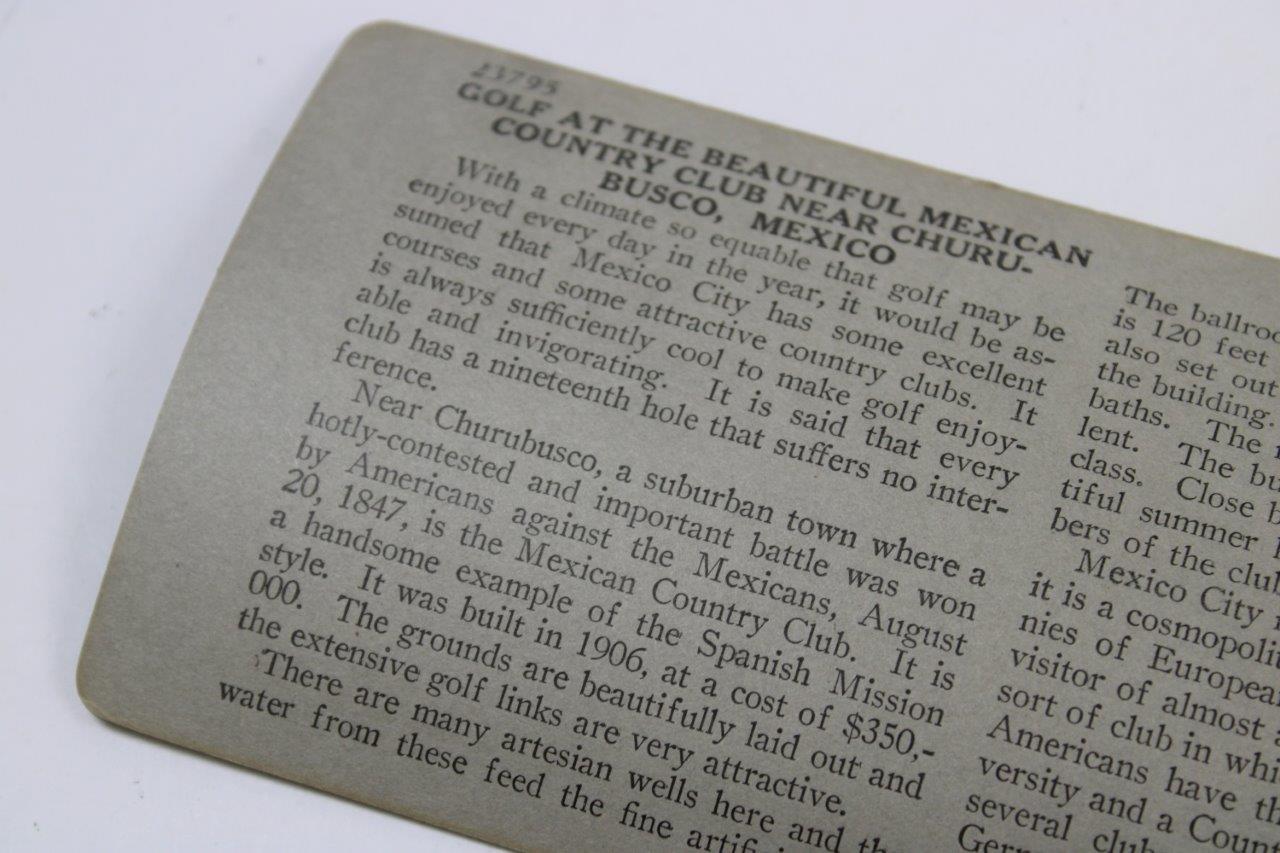 23795
GOLF AT THE BEAUTIFUL MEXICAN
COUNTRY CLUB NEAR CHURU-
BUSCO, MEXICO
With a climate so equable that golf may be
enjoyed every day in the year, it would be as-
sumed that Mexico City has some excellent
courses and some attractive country clubs. It
is always sufficiently cool to make golf enjoy-
able and invigorating. It is said that every
club has a nineteenth hole that suffers no inter-
ference.
Near Churubusco, a suburban town where a
hotly-contested and important battle was won
by Americans against the Mexicans, August
20, 1847, is the Mexican Country Club. It is
a handsome example of the Spanish Mission
style. It was built in 1906, at a cost of $350,-
000. The grounds are beautifully laid out and
the extensive golf links are very attractive.
There are many artesian wells here and
water from these feed the fine
The
is 120 feet
also set out
the building.
baths. The
lent. The
class. Close
tiful summer
bers of the
Mexico City
it is a
nies of
visitor of almost
sort of club in
Americans have
versity and a
several